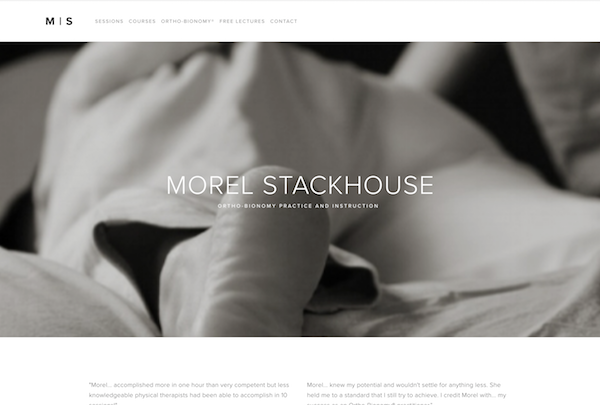 M | S
SESSIONS COURSES ORTHO-BIONOMY® FREE LECTURES CONTACT
MOREL STACKHOUSE
ORTHO-BIONOMY PRACTICE AND INSTRUCTION
"Morel... accomplished more in one hour than very competent but less
knowledgeable physical therapists had been able to accomplish in 10
Morel... knew my potential and wouldn't settle for anything less. She
held me to a standard that I still try to achieve. I credit Morel with... my